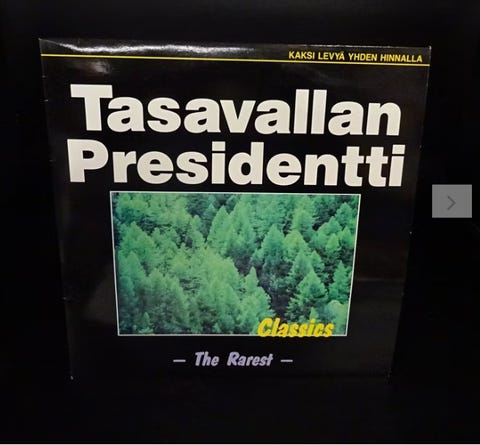 KAKSI LEVYÄ YHDEN HINNALLA
Tasavallan
Presidentti
Classics
— The Rarest —